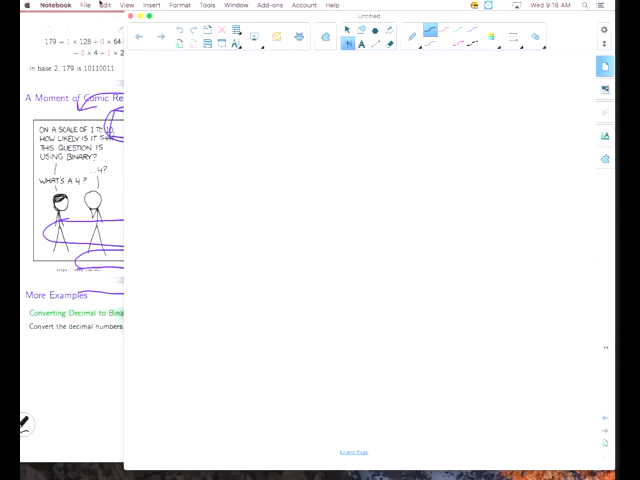 Notebook File Edit View Insert Format Tools Window Add-ons Account Help Wed 9:18 AM
Untitled
179 = 1 × 128 + 0 × 64
+ 0 × 4 + 1 × 2
In base 2, 179 is 10110011.
A Moment of Comic Re
ON A SCALE OF 1 TO 10,
HOW LIKELY IS IT THAT
THIS QUESTION IS
USING BINARY?
...4?
WHAT'S A 4?
More Examples
Converting Decimal to Bina
Convert the decimal numbers
Extend Page